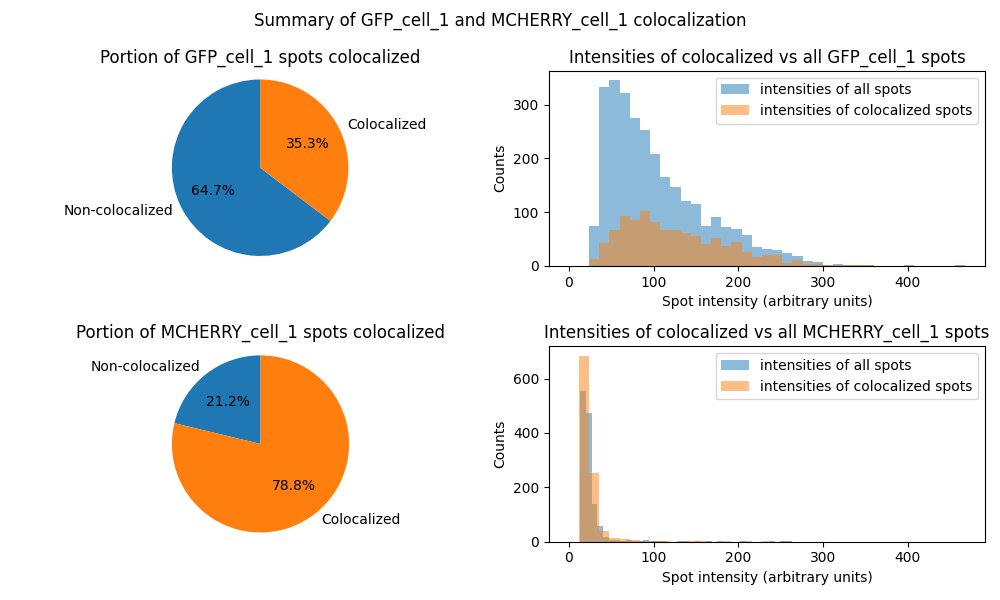 Summary of GFP_cell_1 and MCHERRY_cell_1 colocalization
Portion of GFP_cell_1 spots colocalized
Colocalized
35.3%
64.7%
Non-colocalized
Intensities of colocalized vs all GFP_cell_1 spots
intensities of all spots
intensities of colocalized spots
Counts
300
200
100
0
0 100 200 300 400
Spot intensity (arbitrary units)
Portion of MCHERRY_cell_1 spots colocalized
Non-colocalized
21.2%
78.8%
Colocalized
Intensities of colocalized vs all MCHERRY_cell_1 spots
intensities of all spots
intensities of colocalized spots
Counts
600
400
200
0
0 100 200 300 400
Spot intensity (arbitrary units)